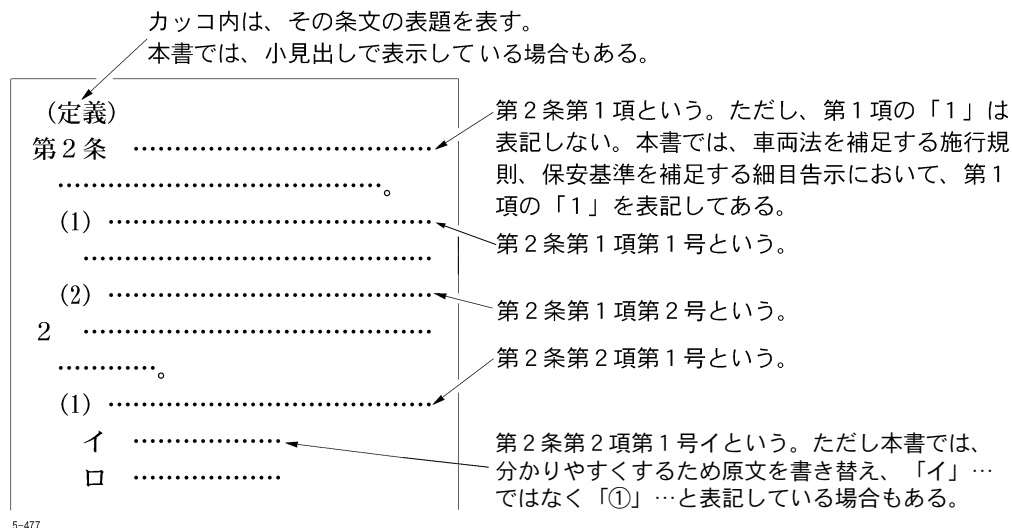 カッコ内は、その条文の表題を表す。
本書では、小見出しで表示している場合もある。
（定義）
第２条 ………………………………
…………………………………。
(1) …………………………………
……………………………………
(2) …………………………………
２ ……………………………………
…………。
(1) …………………………………
イ ………………
ロ ………………
第２条第１項という。ただし、第１項の「１」は
表記しない。本書では、車両法を補足する施行規
則、保安基準を補足する細目告示において、第１
項の「１」を表記してある。
第２条第１項第１号という。
第２条第１項第２号という。
第２条第２項第１号という。
第２条第２項第１号イという。ただし本書では、
分かりやすくするため原文を書き替え、「イ」…
ではなく「①」…と表記している場合もある。
5-477